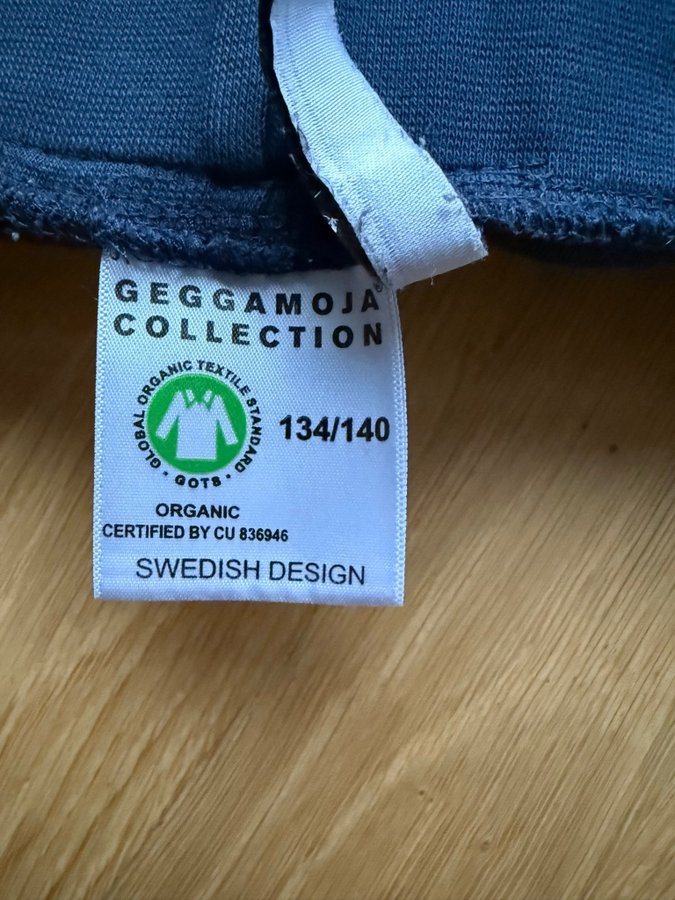 GEGGAMOJA®
COLLECTION
GLOBAL ORGANIC TEXTILE STANDARD · GOTS ·
134/140
ORGANIC
CERTIFIED BY CU 836946
SWEDISH DESIGN